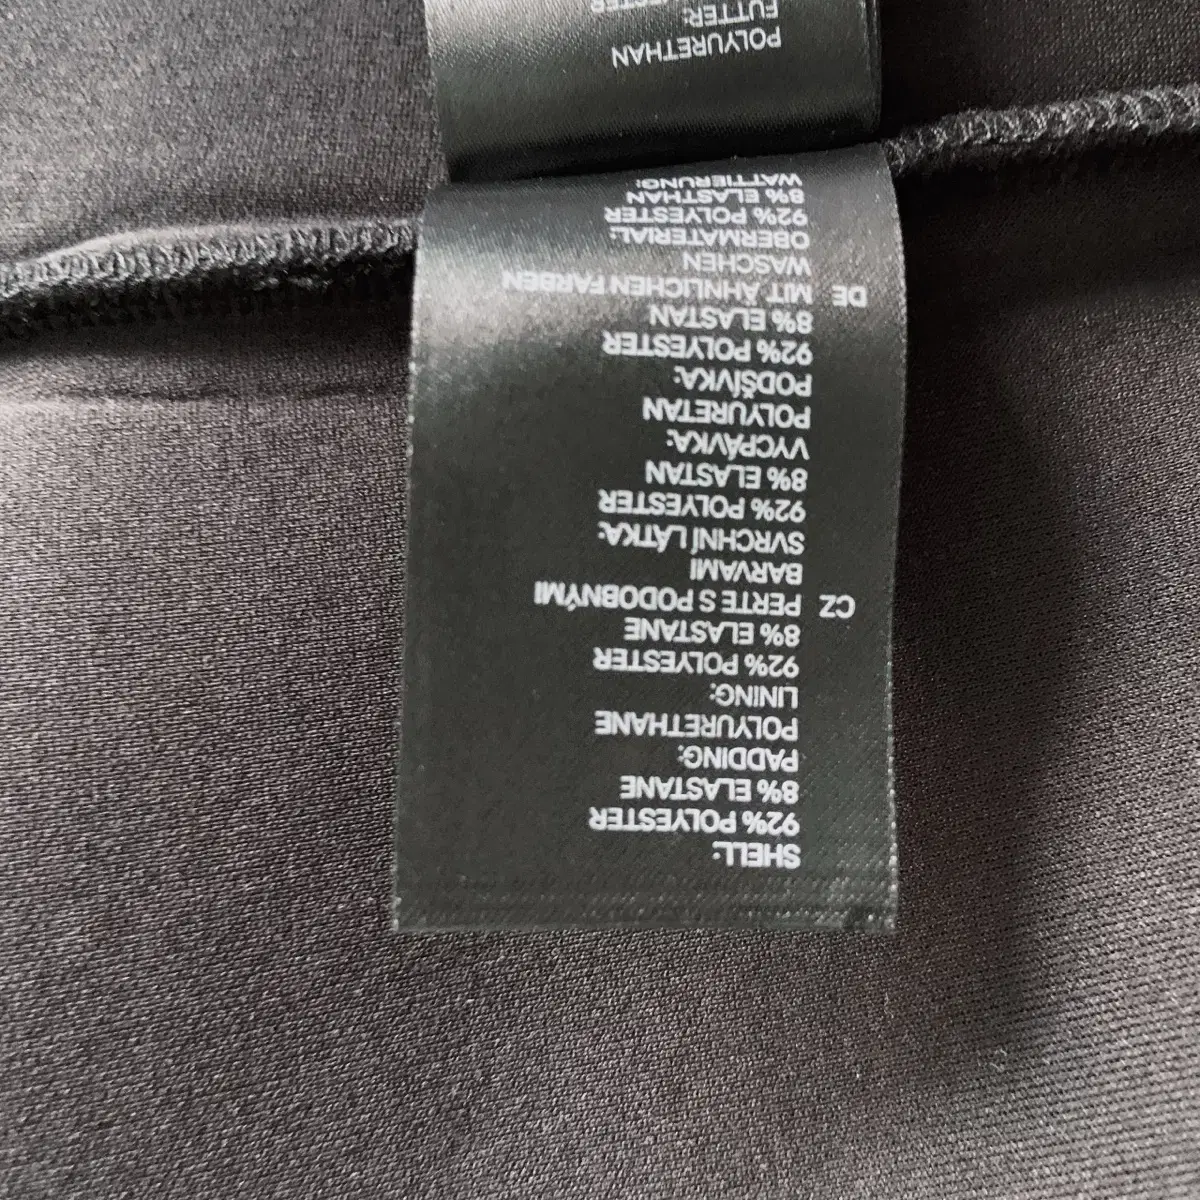 SHELL:
92% POLYESTER
8% ELASTANE
PADDING:
POLYURETHANE
LINING:
92% POLYESTER
8% ELASTANE
CZ PERTE S PODOBNÝMI
BARVAMI
SVRCHNÍ LÁTKA:
92% POLYESTER
8% ELASTAN
VYCPÁVKA:
POLYURETAN
PODŠÍVKA:
92% POLYESTER
8% ELASTAN
DE MIT ÄHNLICHEN FARBEN
WASCHEN
OBERMATERIAL:
92% POLYESTER
8% ELASTHAN
WATTIERUNG:
POLYURETHAN
FUTTER: